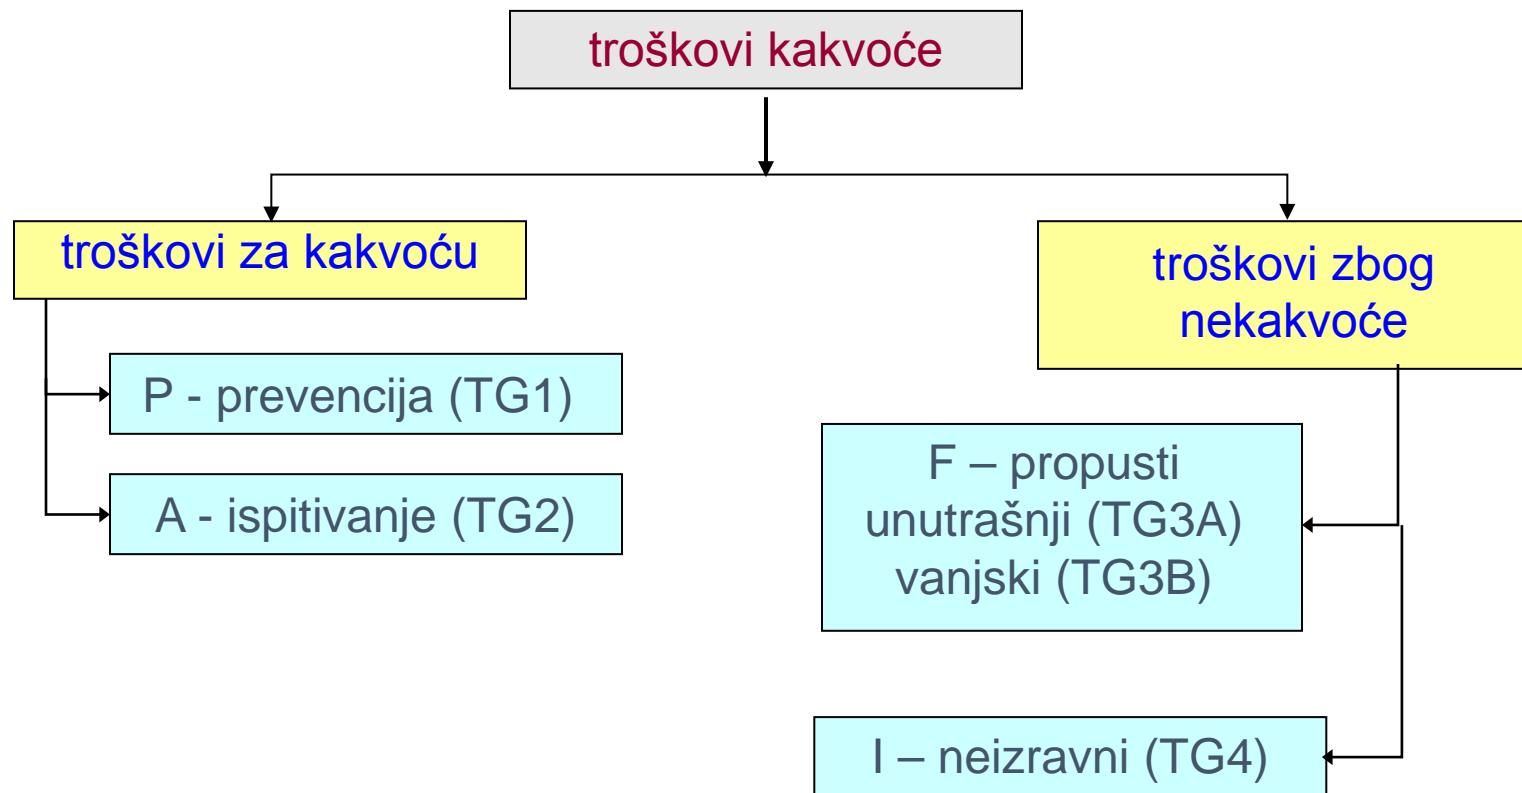 troškovi kakvoće
troškovi za kakvoću
P - prevencija (TG1)
A - ispitivanje (TG2)
troškovi zbog
nekakvoće
F – propusti
unutrašnji (TG3A)
vanjski (TG3B)
I – neizravni (TG4)